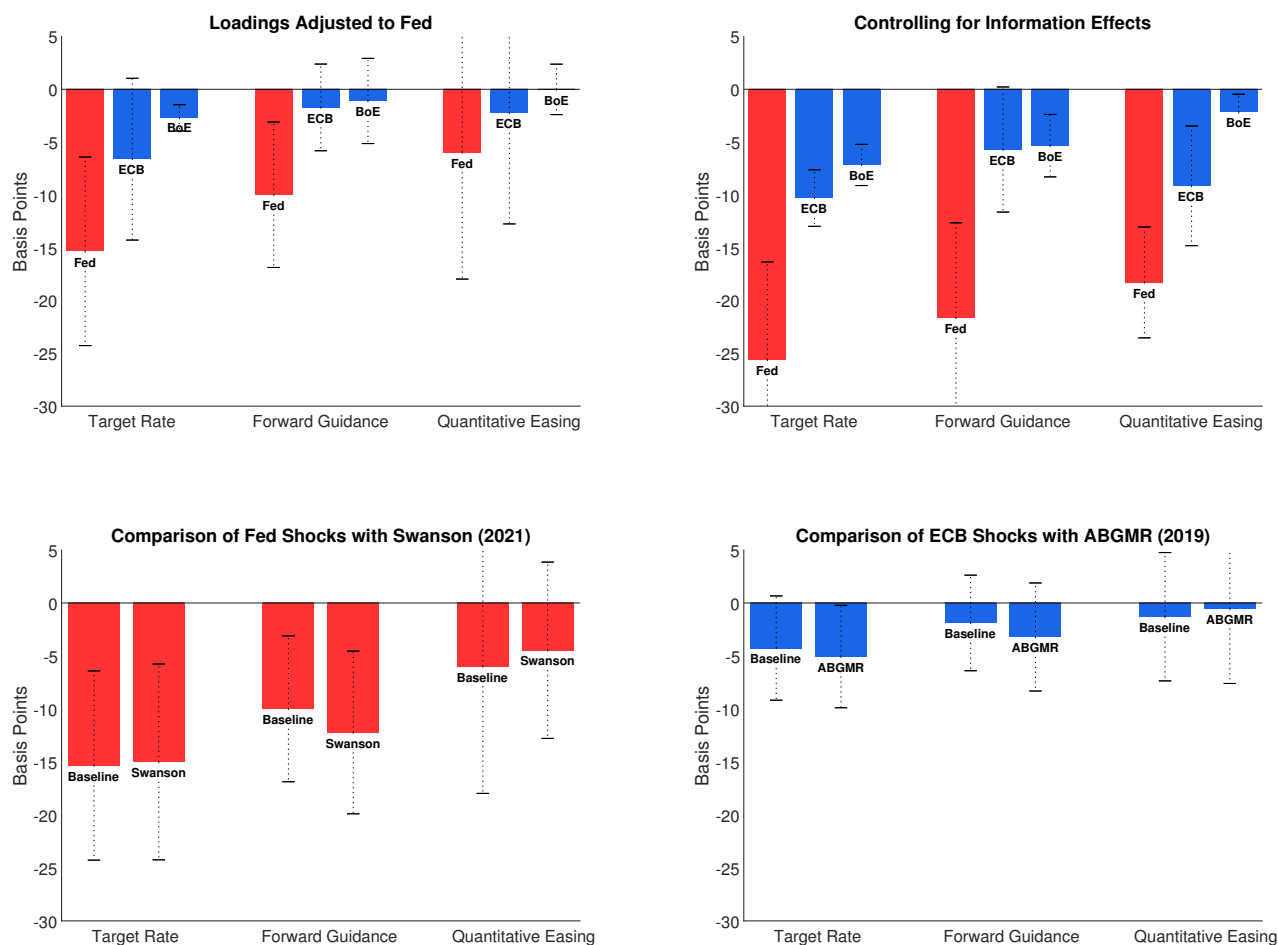 Loadings Adjusted to Fed
5
0
-5
-10
-15
-20
-25
-30
Basis Points
Fed
ECB
BoE
Fed
ECB
BoE
Fed
ECB
BoE
Target Rate
Forward Guidance
Quantitative Easing
Controlling for Information Effects
5
0
-5
-10
-15
-20
-25
-30
Basis Points
Fed
ECB
BoE
Fed
ECB
BoE
Fed
ECB
BoE
Target Rate
Forward Guidance
Quantitative Easing
Comparison of Fed Shocks with Swanson (2021)
5
0
-5
-10
-15
-20
-25
-30
Basis Points
Baseline
Swanson
Baseline
Swanson
Baseline
Swanson
Target Rate
Forward Guidance
Quantitative Easing
Comparison of ECB Shocks with ABGMR (2019)
5
0
-5
-10
-15
-20
-25
-30
Basis Points
Baseline
ABGMR
Baseline
ABGMR
Baseline
ABGMR
Target Rate
Forward Guidance
Quantitative Easing